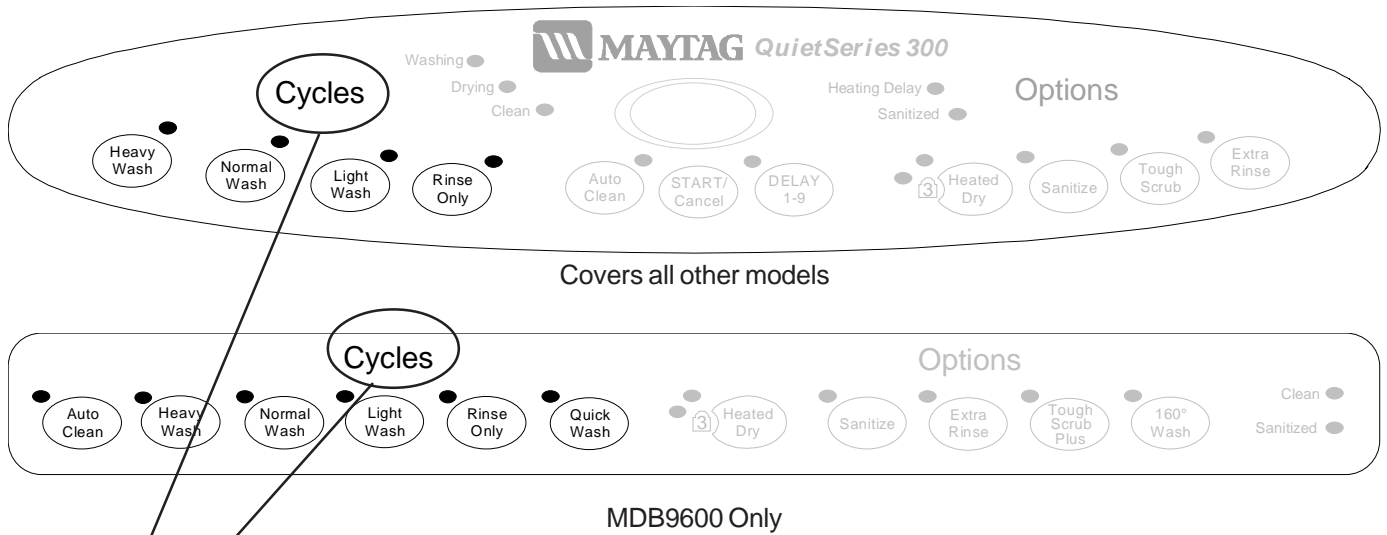 MAYTAG QuietSeries 300
Washing
Drying
Clean
Cycles
Heating Delay
Sanitized
Options
Heavy
Wash
Normal
Wash
Light
Wash
Rinse
Only
Auto
Clean
START/
Cancel
DELAY
1-9
3
Heated
Dry
Sanitize
Tough
Scrub
Extra
Rinse
Covers all other models
Cycles
Options
Auto
Clean
Heavy
Wash
Normal
Wash
Light
Wash
Rinse
Only
Quick
Wash
3
Heated
Dry
Sanitize
Extra
Rinse
Tough
Scrub
Plus
160°
Wash
Clean
Sanitized
MDB9600 Only